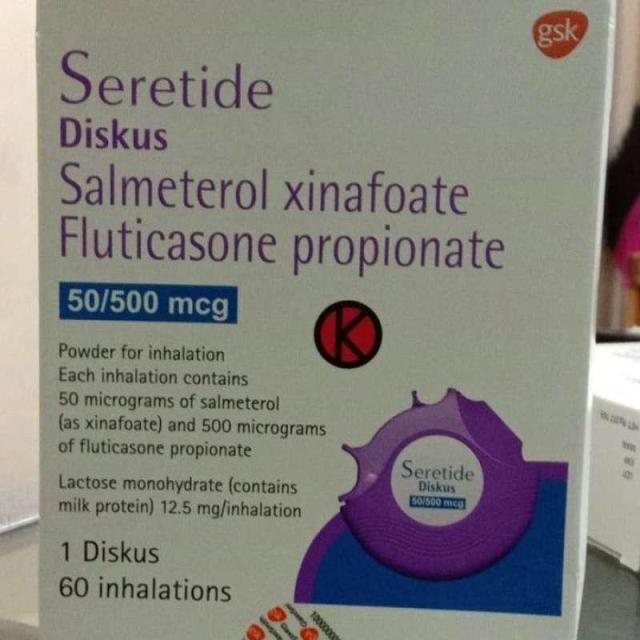 gsk
Seretide
Diskus
Salmeterol xinafoate
Fluticasone propionate
50/500 mcg
K
Powder for inhalation
Each inhalation contains
50 micrograms of salmeterol
(as xinafoate) and 500 micrograms
of fluticasone propionate
Lactose monohydrate (contains
milk protein) 12.5 mg/inhalation
Seretide
Diskus
50/500 mcg
1 Diskus
60 inhalations